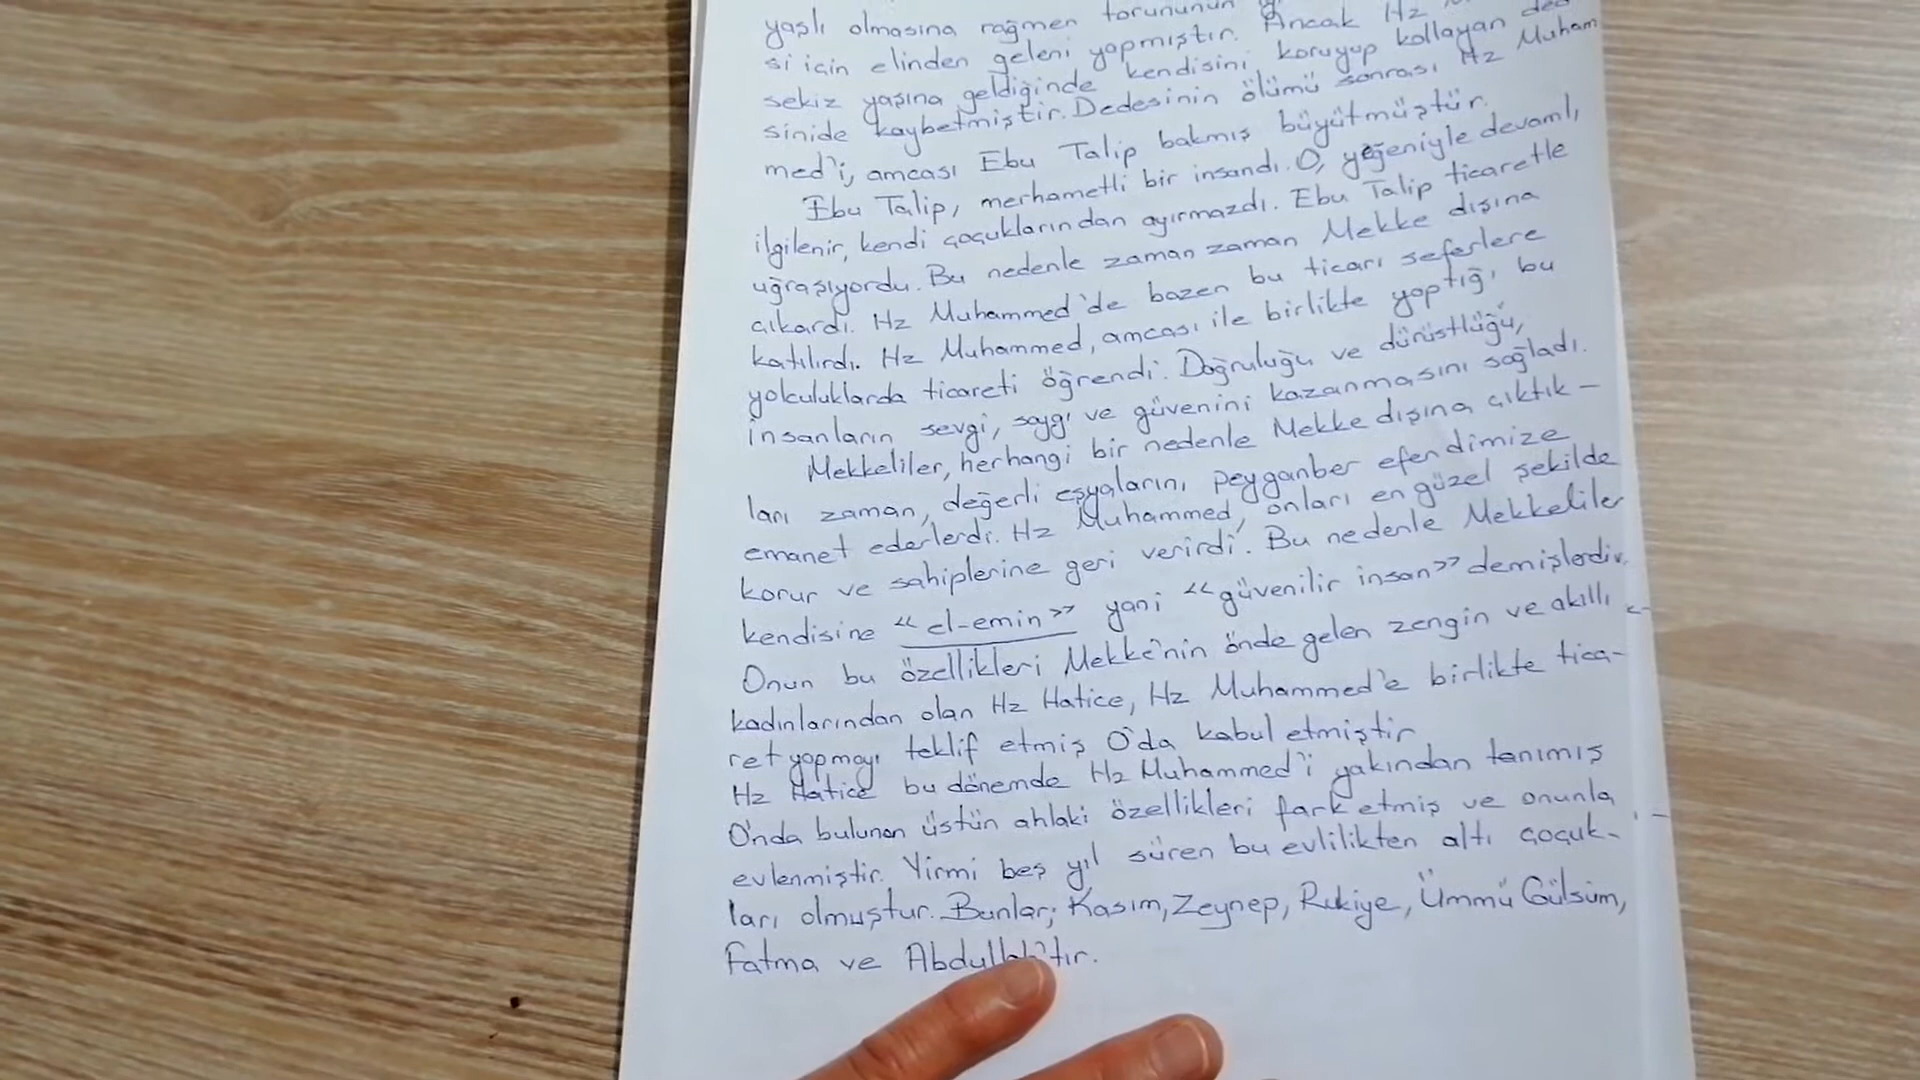 yaşlı olmasına rağmen torununun
si için elinden geleni yapmıştır. Ancak Hz
sekiz yaşına geldiğinde kendisini koruyup kollayan dede
sinide kaybetmiştir. Dedesinin ölümü sonrası Hz Muham
med'i, amcası Ebu Talip bakmış büyütmüştür.
Ebu Talip, merhametli bir insandı. O, yeğeniyle devamlı,
ilgilenir, kendi çocuklarından ayırmazdı. Ebu Talip ticaretle
uğraşıyordu. Bu nedenle zaman zaman Mekke dışına
çıkardı. Hz Muhammed'de bazen bu ticari seferlere
katılırdı. Hz Muhammed, amcası ile birlikte yaptığı bu
yolculuklarda ticareti öğrendi. Doğruluğu ve dürüstlüğü,
insanların sevgi, saygı ve güvenini kazanmasını sağladı.
Mekkeliler, herhangi bir nedenle Mekke dışına çıktık-
ları zaman, değerli eşyalarını peyganber efendimize
emanet ederlerdi. Hz Muhammed, onları en güzel şekilde
korur ve sahiplerine geri verirdi. Bu nedenle Mekkeliler
kendisine «el-emin» yani «güvenilir insan» demişlerdir.
Onun bu özellikleri Mekke'nin önde gelen zengin ve akıllı
kadınlarından olan Hz Hatice, Hz Muhammed'e birlikte tica-
ret yapmayı teklif etmiş O'da kabul etmiştir
Hz Hatice bu dönemde Hz Muhammed'i yakından tanımış
O'nda bulunan üstün ahlaki özellikleri fark etmiş ve onunla
evlenmiştir. Yirmi beş yıl süren bu evlilikten altı çocuk-
ları olmuştur. Bunlar; Kasım, Zeynep, Rukiye, Ümmü Gülsüm,
Fatma ve Abdullah'tır.